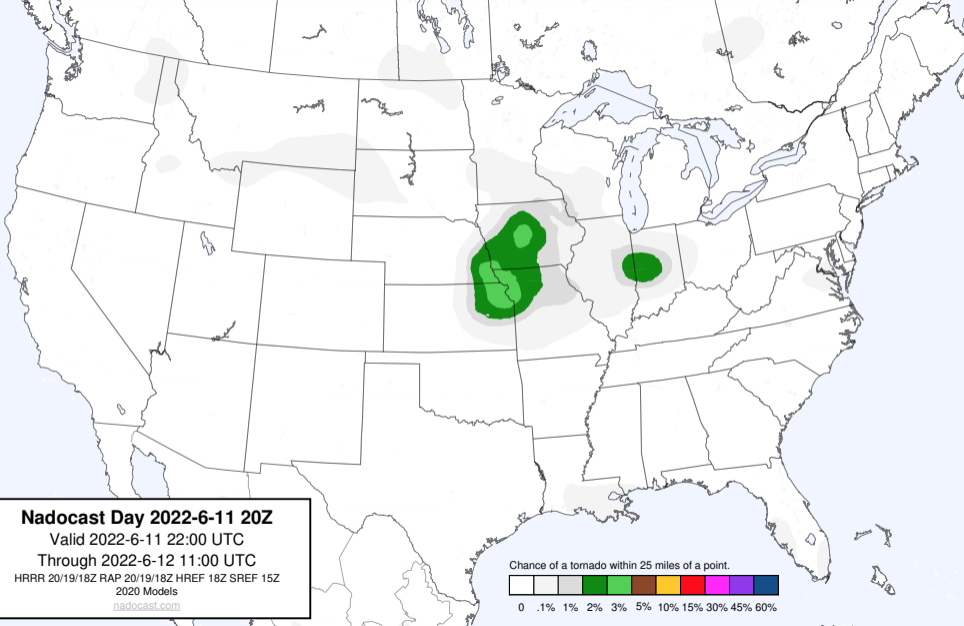 Nadocast Day 2022-6-11 20Z
Valid 2022-6-11 22:00 UTC
Through 2022-6-12 11:00 UTC
HRRR 20/19/18Z RAP 20/19/18Z HREF 18Z SREF 15Z
2020 Models
nadocast.com
Chance of a tornado within 25 miles of a point.
0 .1% 1% 2% 3% 5% 10% 15% 30% 45% 60%